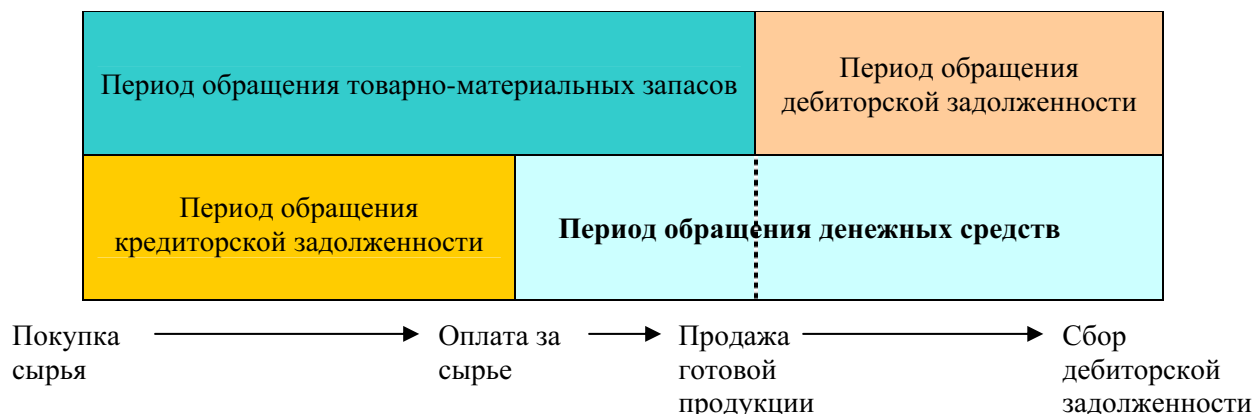 Период обращения товарно-материальных запасов
Период обращения
дебиторской задолженности
Период обращения
кредиторской задолженности
Период обращения денежных средств
Покупка
сырья
Оплата за
сырье
Продажа
готовой
продукции
Сбор
дебиторской
задолженности